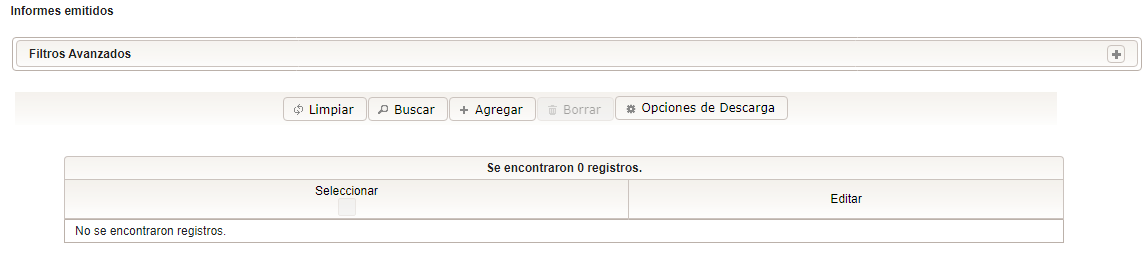 Informes emitidos
Filtros Avanzados
Limpiar Buscar Agregar Borrar Opciones de Descarga
Se encontraron 0 registros.
Seleccionar Editar
No se encontraron registros.